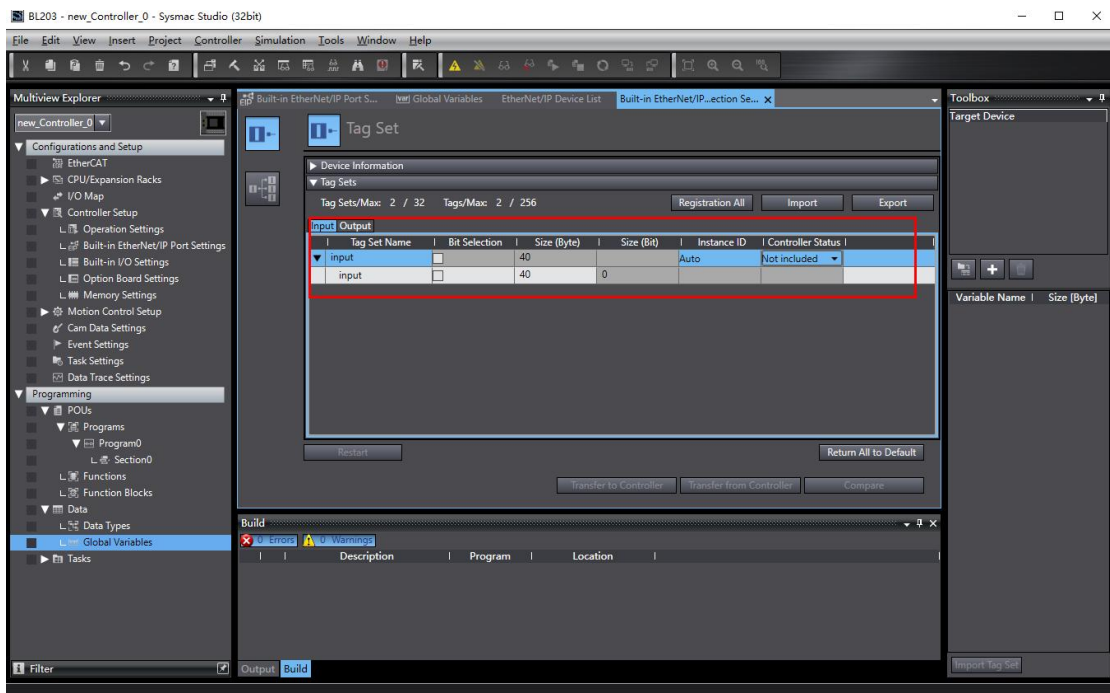 BL203 - new_Controller_0 - Sysmac Studio (32bit)
File Edit View Insert Project Controller Simulation Tools Window Help
Multiview Explorer
new_Controller_0
Configurations and Setup
EtherCAT
CPU/Expansion Racks
I/O Map
Controller Setup
Operation Settings
Built-in EtherNet/IP Port Settings
Built-in I/O Settings
Option Board Settings
Memory Settings
Motion Control Setup
Cam Data Settings
Event Settings
Task Settings
Data Trace Settings
Programming
POUs
Programs
Program0
Section0
Functions
Function Blocks
Data
Data Types
Global Variables
Tasks
Filter
Built-in EtherNet/IP Port S... Global Variables EtherNet/IP Device List Built-in EtherNet/IP...ection Se...
Tag Set
Device Information
Tag Sets
Tag Sets/Max: 2 / 32 Tags/Max: 2 / 256 Registration All Import Export
Input Output
Tag Set Name Bit Selection Size (Byte) Size (Bit) Instance ID Controller Status
input 40 Auto Not included
input 40 0
Restart Return All to Default
Transfer to Controller Transfer from Controller Compare
Build
0 Errors 0 Warnings
Description Program Location
Output Build
Toolbox
Target Device
Variable Name Size [Byte]
Import Tag Set